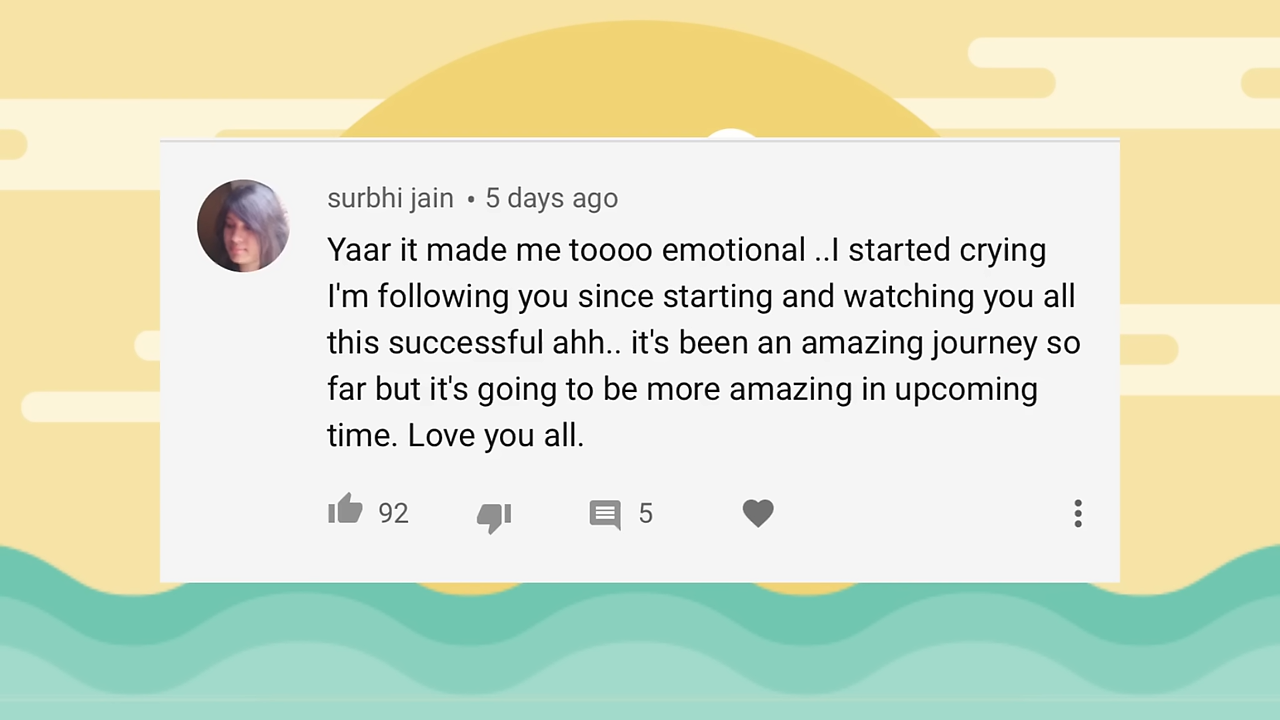 surbhi jain • 5 days ago
Yaar it made me toooo emotional ..I started crying
I'm following you since starting and watching you all
this successful ahh.. it's been an amazing journey so
far but it's going to be more amazing in upcoming
time. Love you all.
92 5